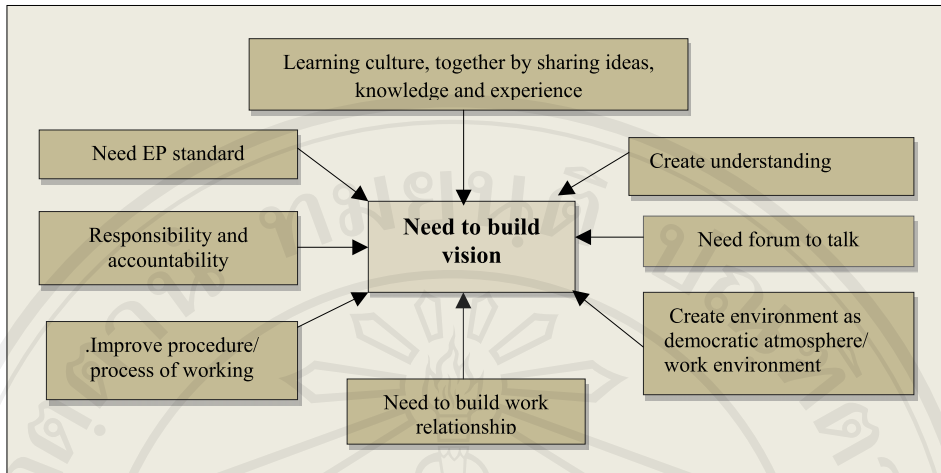 Learning culture, together by sharing ideas,
knowledge and experience
Need EP standard
Create understanding
Responsibility and
accountability
Need to build
vision
Need forum to talk
.Improve procedure/
process of working
Create environment as
democratic atmosphere/
work environment
Need to build work
relationship